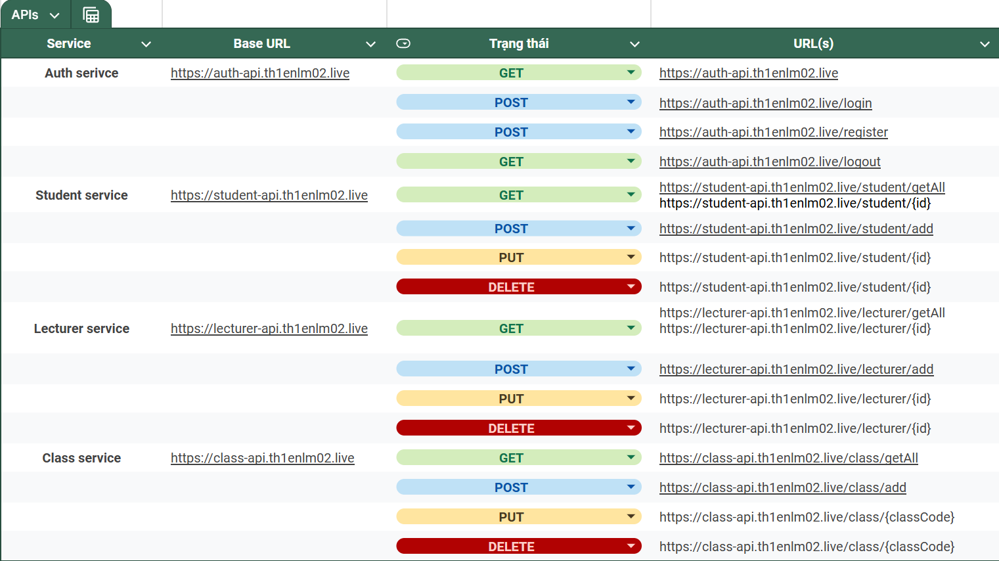 APIs
Service Base URL Trạng thái URL(s)
Auth serivce https://auth-api.th1enlm02.live GET https://auth-api.th1enlm02.live
POST https://auth-api.th1enlm02.live/login
POST https://auth-api.th1enlm02.live/register
GET https://auth-api.th1enlm02.live/logout
Student service https://student-api.th1enlm02.live GET https://student-api.th1enlm02.live/student/getAll
https://student-api.th1enlm02.live/student/{id}
POST https://student-api.th1enlm02.live/student/add
PUT https://student-api.th1enlm02.live/student/{id}
DELETE https://student-api.th1enlm02.live/student/{id}
Lecturer service https://lecturer-api.th1enlm02.live GET https://lecturer-api.th1enlm02.live/lecturer/getAll
https://lecturer-api.th1enlm02.live/lecturer/{id}
POST https://lecturer-api.th1enlm02.live/lecturer/add
PUT https://lecturer-api.th1enlm02.live/lecturer/{id}
DELETE https://lecturer-api.th1enlm02.live/lecturer/{id}
Class service https://class-api.th1enlm02.live GET https://class-api.th1enlm02.live/class/getAll
POST https://class-api.th1enlm02.live/class/add
PUT https://class-api.th1enlm02.live/class/{classCode}
DELETE https://class-api.th1enlm02.live/class/{classCode}